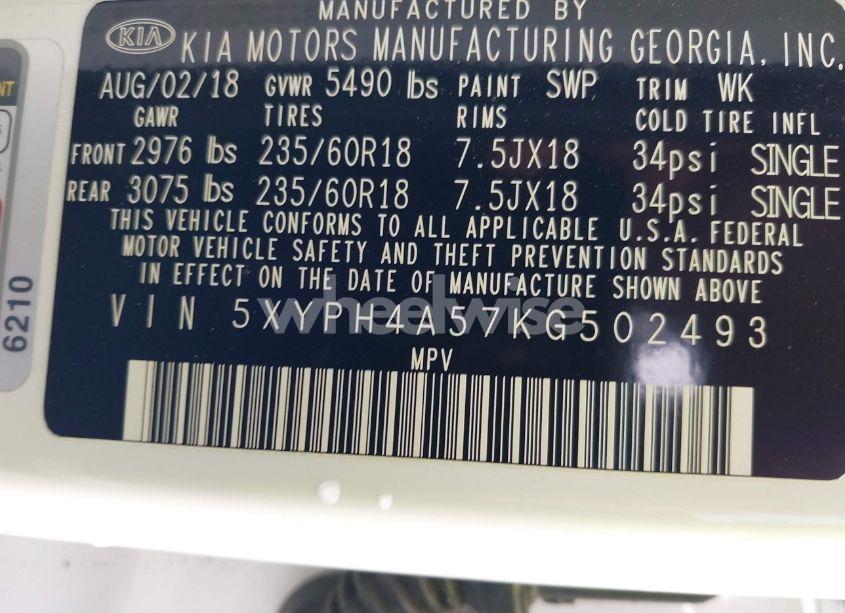 MANUFACTURED BY
KIA KIA MOTORS MANUFACTURING GEORGIA, INC.
AUG/02/18 GVWR 5490 lbs PAINT SWP TRIM WK
GAWR TIRES RIMS COLD TIRE INFL
FRONT 2976 lbs 235/60R18 7.5JX18 34psi SINGLE
REAR 3075 lbs 235/60R18 7.5JX18 34psi SINGLE
THIS VEHICLE CONFORMS TO ALL APPLICABLE U.S.A. FEDERAL
MOTOR VEHICLE SAFETY AND THEFT PREVENTION STANDARDS
IN EFFECT ON THE DATE OF MANUFACTURE SHOWN ABOVE
VIN 5XYPH4A57KG502493
wheelwise
MPV
6210